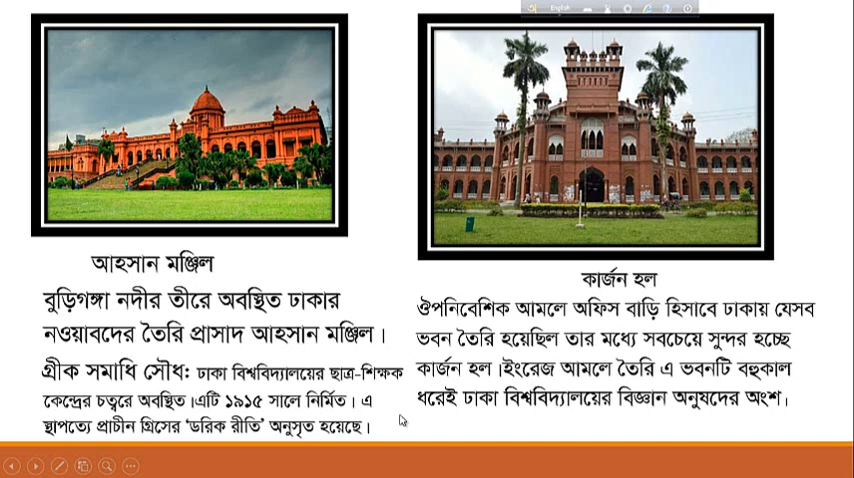 English
আহসান মঞ্জিল
বুড়িগঙ্গা নদীর তীরে অবস্থিত ঢাকার
নওয়াবদের তৈরি প্রাসাদ আহসান মঞ্জিল।
গ্রীক সমাধি সৌধ: ঢাকা বিশ্ববিদ্যালয়ের ছাত্র-শিক্ষক
কেন্দ্রের চত্বরে অবস্থিত।এটি ১৯১৫ সালে নির্মিত। এ
স্থাপত্যে প্রাচীন গ্রিসের ‘ডরিক রীতি’ অনুসৃত হয়েছে।
কার্জন হল
ঔপনিবেশিক আমলে অফিস বাড়ি হিসাবে ঢাকায় যেসব
ভবন তৈরি হয়েছিল তার মধ্যে সবচেয়ে সুন্দর হচ্ছে
কার্জন হল।ইংরেজ আমলে তৈরি এ ভবনটি বহুকাল
ধরেই ঢাকা বিশ্ববিদ্যালয়ের বিজ্ঞান অনুষদের অংশ।